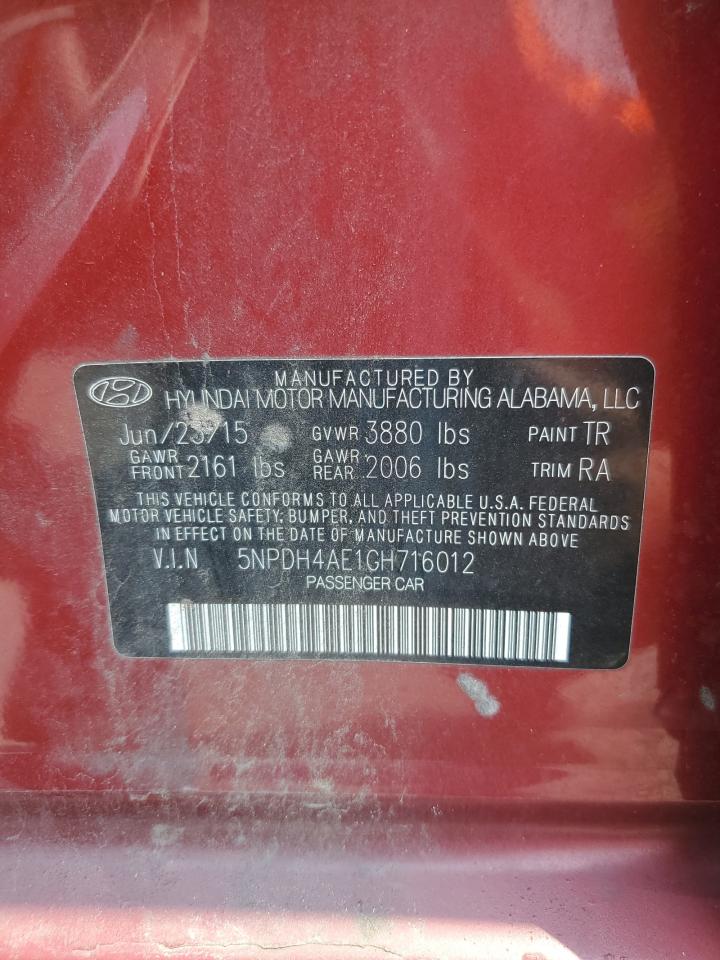 MANUFACTURED BY
HYUNDAI MOTOR MANUFACTURING ALABAMA, LLC
Jun/23/15 GVWR 3880 lbs PAINT TR
GAWR FRONT 2161 lbs GAWR REAR 2006 lbs TRIM RA
THIS VEHICLE CONFORMS TO ALL APPLICABLE U.S.A. FEDERAL
MOTOR VEHICLE SAFETY, BUMPER, AND THEFT PREVENTION STANDARDS
IN EFFECT ON THE DATE OF MANUFACTURE SHOWN ABOVE
V.I.N 5NPDH4AE1GH716012
PASSENGER CAR